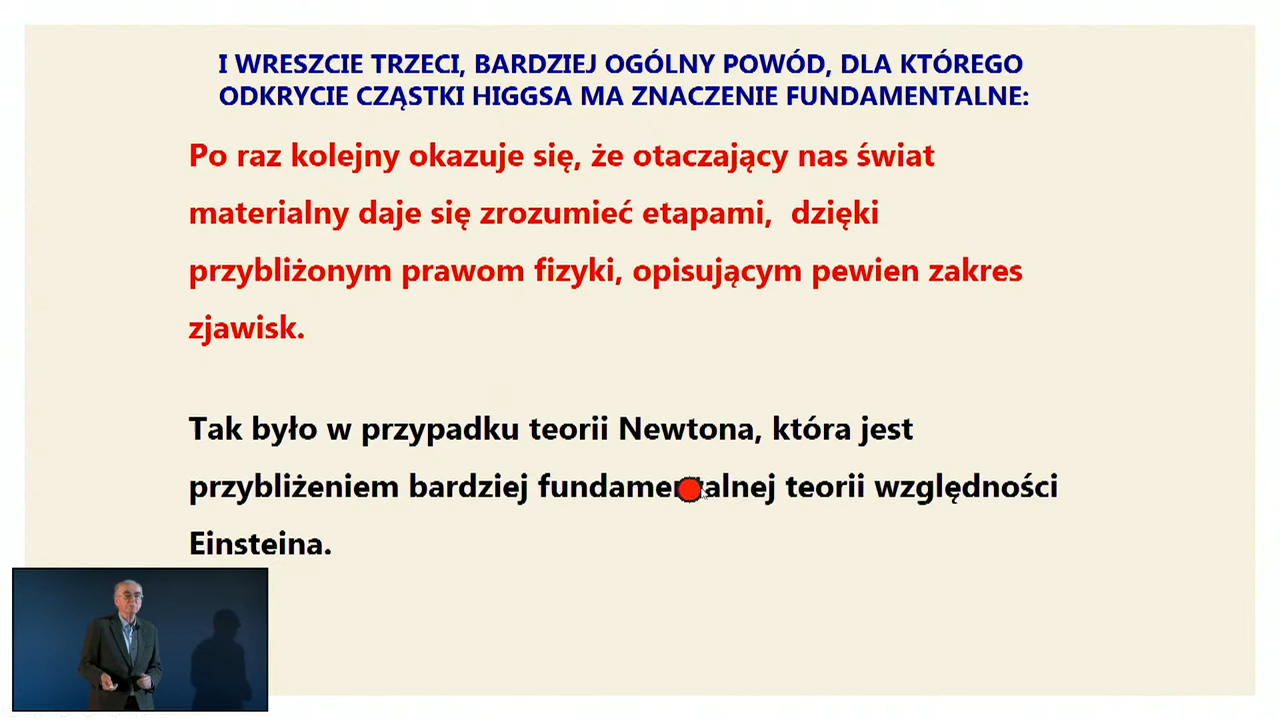 I WRESZCIE TRZECI, BARDZIEJ OGÓLNY POWÓD, DLA KTÓREGO
ODKRYCIE CZĄSTKI HIGGSA MA ZNACZENIE FUNDAMENTALNE:
Po raz kolejny okazuje się, że otaczający nas świat
materialny daje się zrozumieć etapami, dzięki
przybliżonym prawom fizyki, opisującym pewien zakres
zjawisk.
Tak było w przypadku teorii Newtona, która jest
przybliżeniem bardziej fundamentalnej teorii względności
Einsteina.